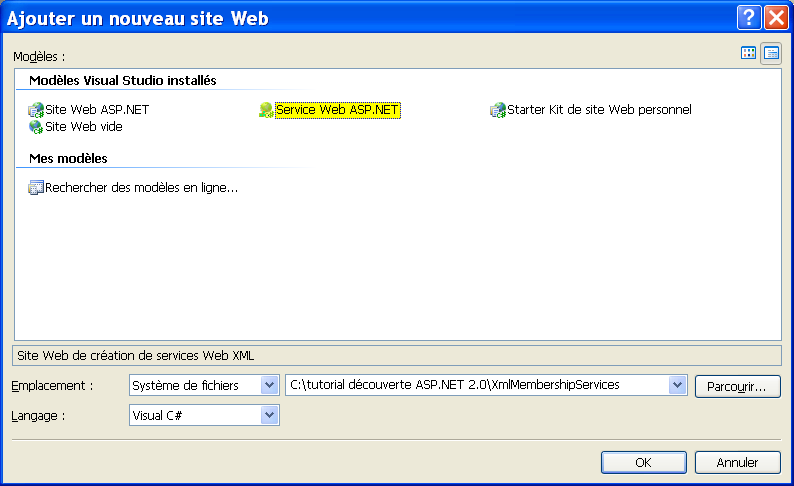 Ajouter un nouveau site Web
Modèles :
Modèles Visual Studio installés
Site Web ASP.NET
Service Web ASP.NET
Starter Kit de site Web personnel
Site Web vide
Mes modèles
Rechercher des modèles en ligne...
Site Web de création de services Web XML
Emplacement : Système de fichiers C:\tutorial découverte ASP.NET 2.0\XmlMembershipServices Parcourir...
Langage : Visual C#
OK Annuler